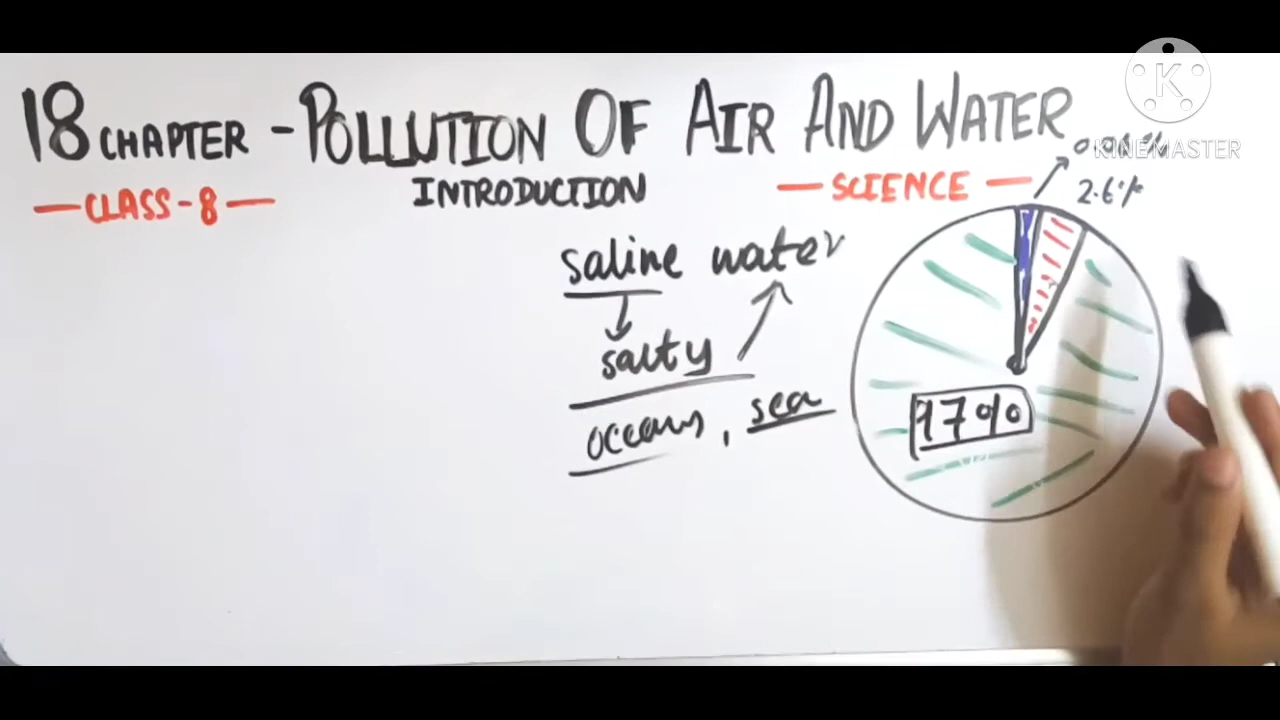 18 CHAPTER - POLLUTION OF AIR AND WATER
K
KINEMASTER
— CLASS-8 —
INTRODUCTION
— SCIENCE —
2.6%
saline water
salty
oceans, sea
97%